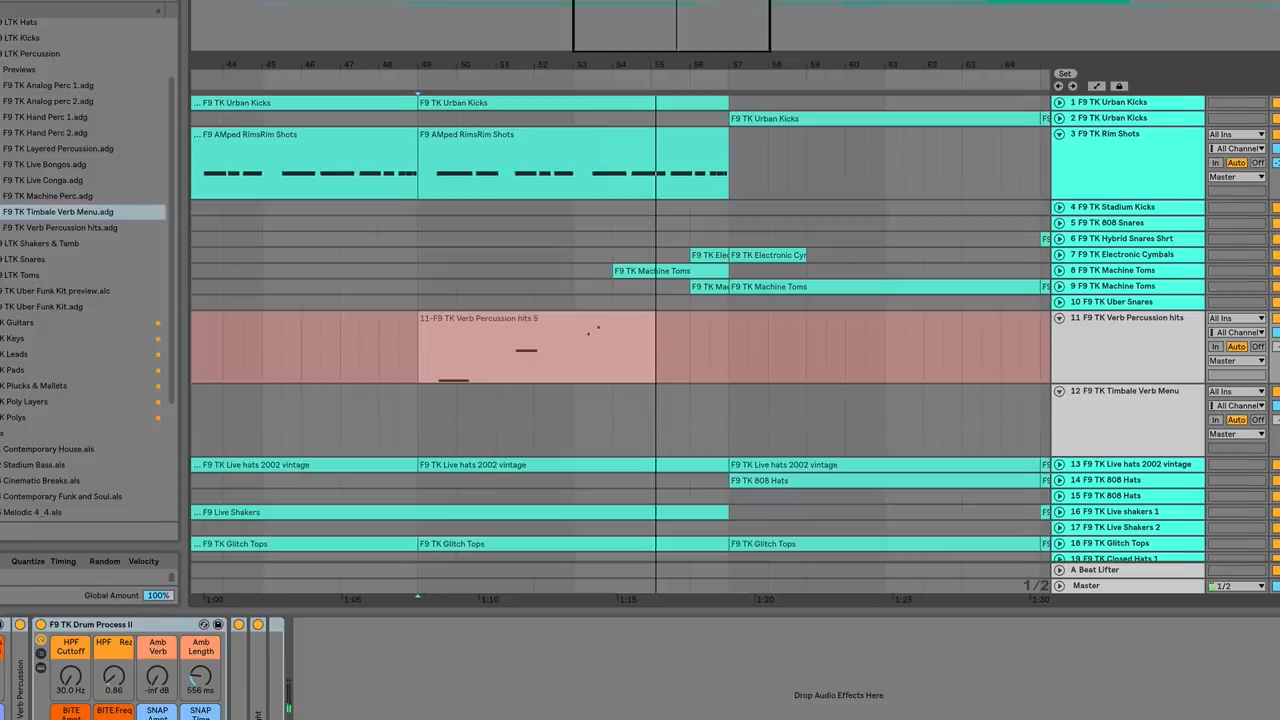 LTK Hats
LTK Kicks
LTK Percussion
Previews
F9 TK Analog Perc 1.adg
F9 TK Analog perc 2.adg
F9 TK Hand Perc 1.adg
F9 TK Hand Perc 2.adg
F9 TK Layered Percussion.adg
F9 TK Live Bongos.adg
F9 TK Live Conga.adg
F9 TK Machine Perc.adg
F9 TK Timbale Verb Menu.adg
F9 TK Verb Percussion hits.adg
LTK Shakers & Tamb
LTK Snares
LTK Toms
TK Uber Funk Kit preview.alc
TK Uber Funk Kit.adg
K Guitars
K Keys
K Leads
K Pads
K Plucks & Mallets
K Poly Layers
K Polys
Contemporary House.als
2 Stadium Bass.als
3 Cinematic Breaks.als
4 Contemporary Funk and Soul.als
Melodic 4_4.als
Quantize Timing Random Velocity
Global Amount 100%
44 45 46 47 48 49 50 51 52 53 54 55 56 57 58 59 60 61 62 63 64
Set
... F9 TK Urban Kicks F9 TK Urban Kicks 1 F9 TK Urban Kicks
F9 TK Urban Kicks F9 2 F9 TK Urban Kicks
... F9 AMped RimsRim Shots F9 AMped RimsRim Shots 3 F9 TK Rim Shots All Ins
All Channel
In Auto Off
Master
4 F9 TK Stadium Kicks
5 F9 TK 808 Snares
F9 6 F9 TK Hybrid Snares Shrt
F9 TK Elec F9 TK Electronic Cyr 7 F9 TK Electronic Cymbals
F9 TK Machine Toms 8 F9 TK Machine Toms
F9 TK Mac F9 TK Machine Toms F9 9 F9 TK Machine Toms
10 F9 TK Uber Snares
11-F9 TK Verb Percussion hits 5 11 F9 TK Verb Percussion hits All Ins
All Channel
In Auto Off
Master
12 F9 TK Timbale Verb Menu All Ins
All Channel
In Auto Off
Master
... F9 TK Live hats 2002 vintage F9 TK Live hats 2002 vintage F9 TK Live hats 2002 vintage F9 13 F9 TK Live hats 2002 vintage
F9 TK 808 Hats F9 14 F9 TK 808 Hats
15 F9 TK 808 Hats
... F9 Live Shakers F9 16 F9 TK Live shakers 1
17 F9 TK Live Shakers 2
... F9 TK Glitch Tops F9 TK Glitch Tops F9 TK Glitch Tops F9 18 F9 TK Glitch Tops
19 F9 TK Closed Hats 1
A Beat Lifter
1/2 Master 1/2
1:00 1:05 1:10 1:15 1:20 1:25 1:30
F9 TK Drum Process II
HPF Cuttoff HPF Rez Amb Verb Amb Length
30.0 Hz 0.86 -inf dB 556 ms
BITE Amnt BITE Freq SNAP Amnt SNAP Time
Verb Percussion
Drop Audio Effects Here